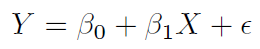 Y = β₀ + β₁X + ϵ